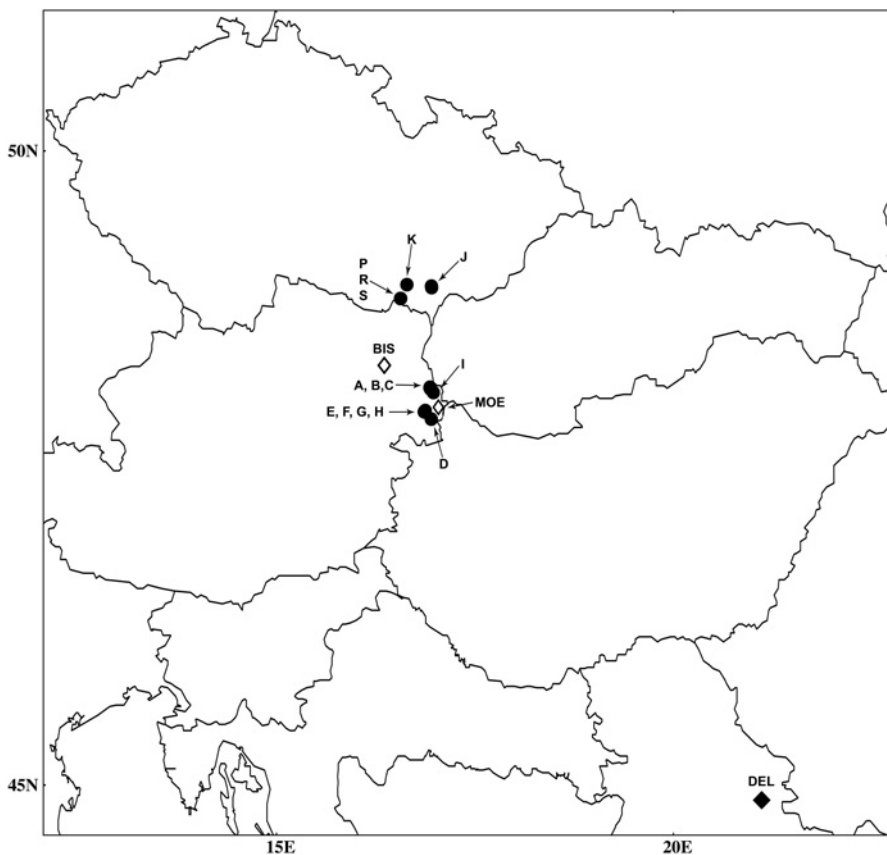 50N
K
P
J
R
S
BIS
I
A, B,C
MOE
E, F, G, H
D
DEL
45N
15E
20E